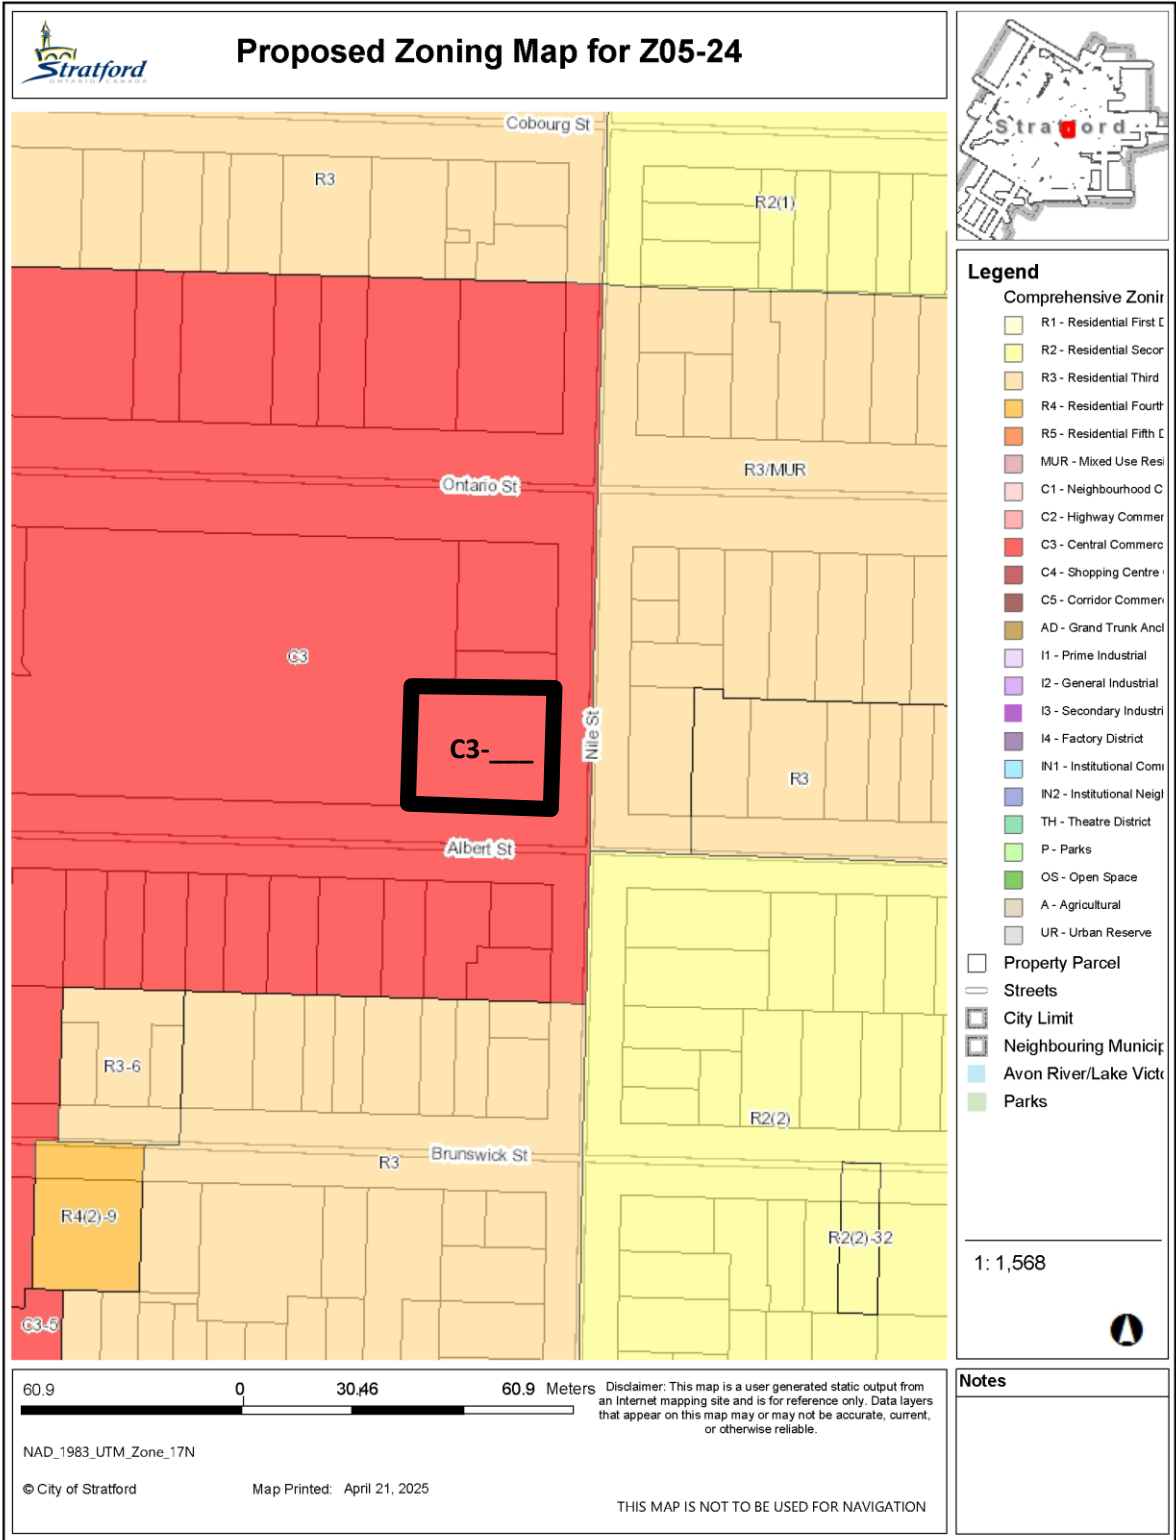 Stratford
ONTARIO CANADA
Proposed Zoning Map for Z05-24
Stratford
Cobourg St
R3
R2(1)
R3/MUR
Ontario St
C3
Nile St
C3-___
R3
Albert St
R3-6
R2(2)
Brunswick St
R3
R4(2)-9
R2(2)-32
C3-5
Legend
Comprehensive Zonin
R1 - Residential First D
R2 - Residential Secon
R3 - Residential Third
R4 - Residential Fourth
R5 - Residential Fifth D
MUR - Mixed Use Resi
C1 - Neighbourhood C
C2 - Highway Commer
C3 - Central Commerc
C4 - Shopping Centre
C5 - Corridor Commerc
AD - Grand Trunk Anci
I1 - Prime Industrial
I2 - General Industrial
I3 - Secondary Industri
I4 - Factory District
IN1 - Institutional Comm
IN2 - Institutional Neigh
TH - Theatre District
P - Parks
OS - Open Space
A - Agricultural
UR - Urban Reserve
Property Parcel
Streets
City Limit
Neighbouring Municip
Avon River/Lake Victo
Parks
1: 1,568
60.9 0 30.46 60.9 Meters
Disclaimer: This map is a user generated static output from
an Internet mapping site and is for reference only. Data layers
that appear on this map may or may not be accurate, current,
or otherwise reliable.
NAD_1983_UTM_Zone_17N
© City of Stratford
Map Printed: April 21, 2025
THIS MAP IS NOT TO BE USED FOR NAVIGATION
Notes